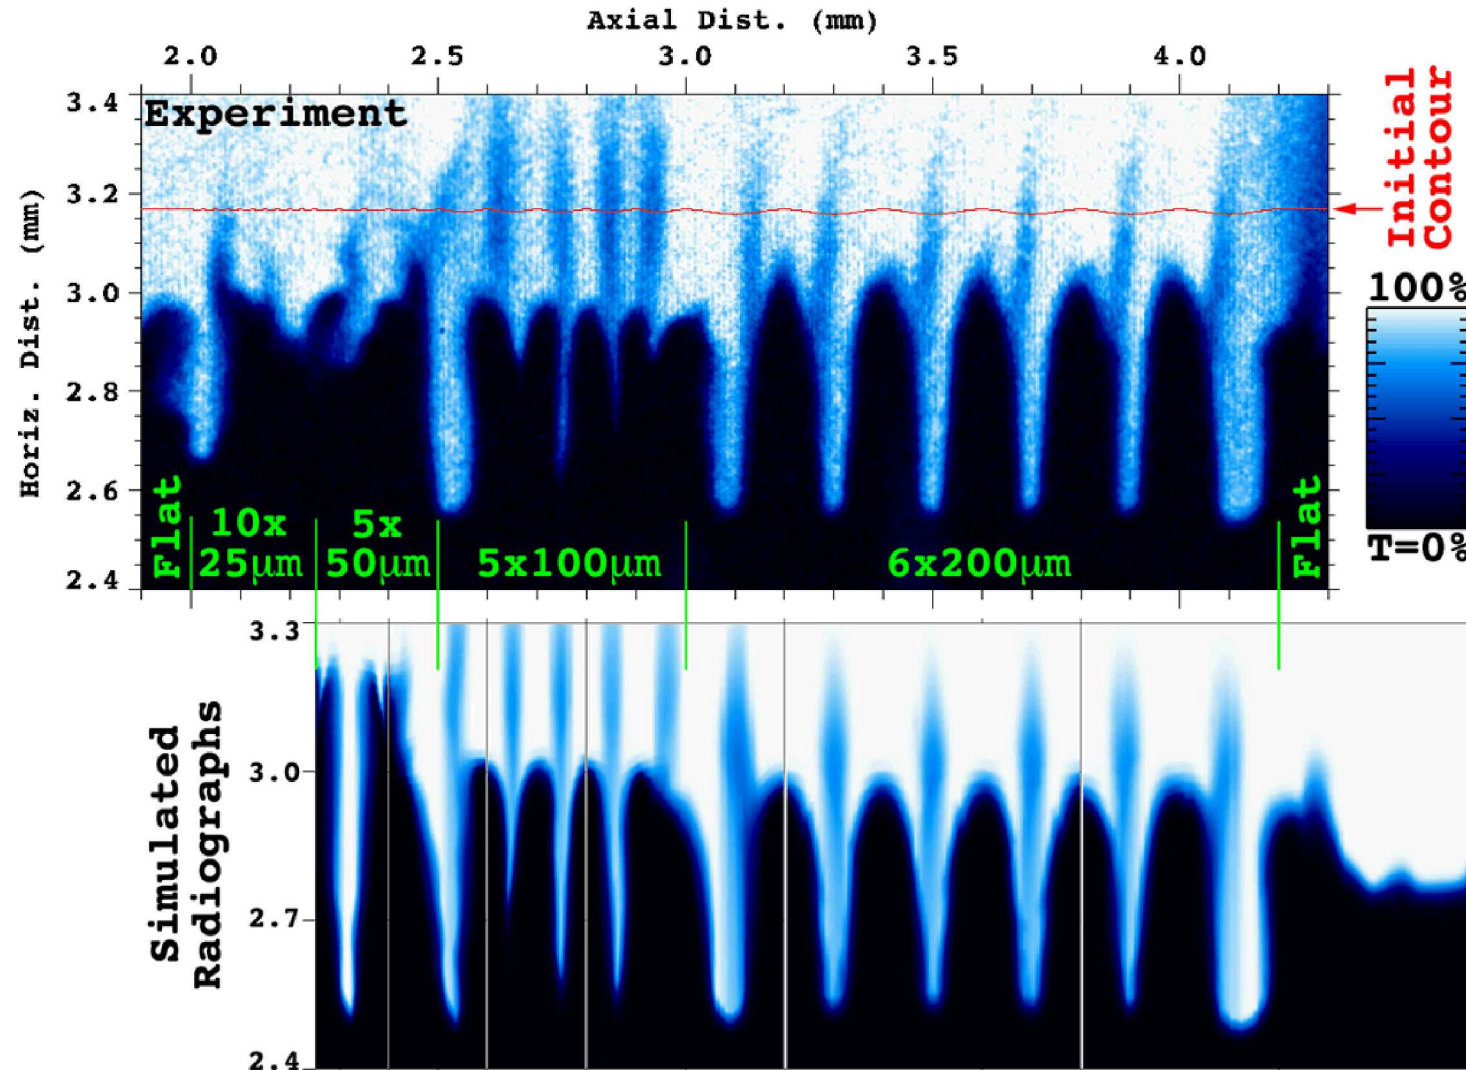 Axial Dist. (mm)
2.0 2.5 3.0 3.5 4.0
Experiment
Horiz. Dist. (mm)
3.4
3.2
3.0
2.8
2.6
2.4
Initial
Contour
100%
T=0%
Flat
10x
25μm
5x
50μm
5x100μm
6x200μm
Flat
Simulated
Radiographs
3.3
3.0
2.7
2.4